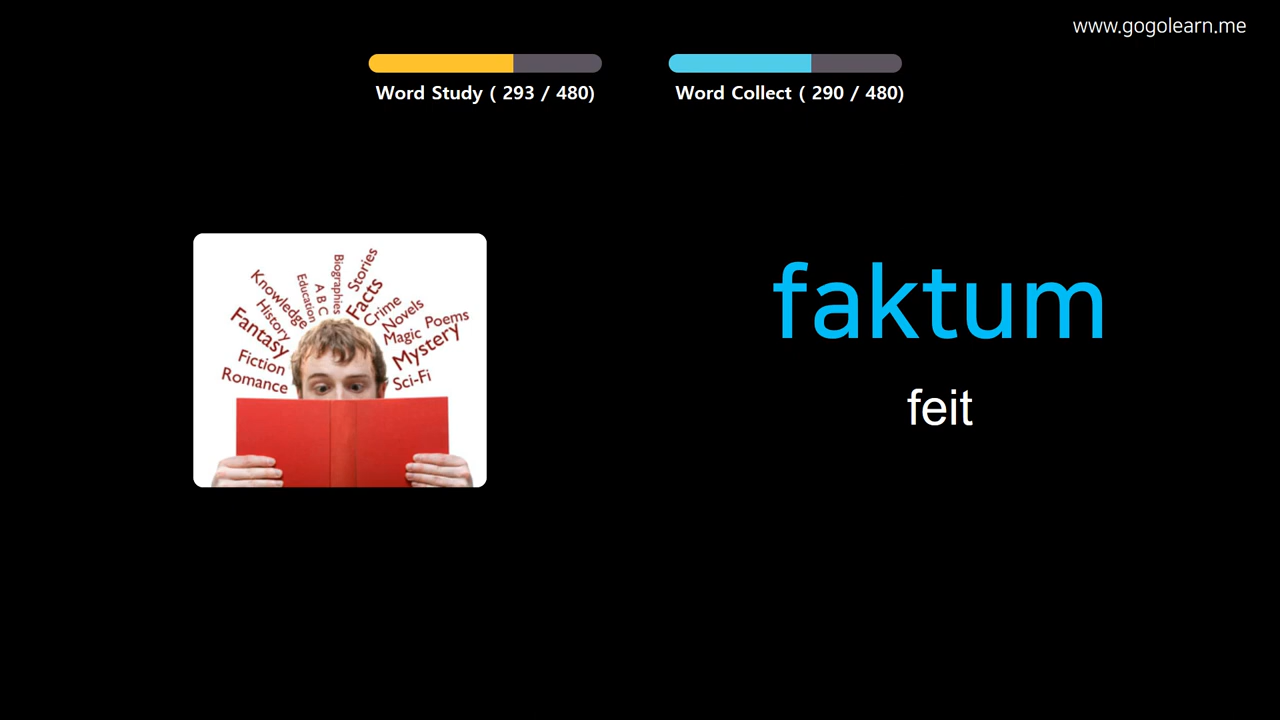 www.gogolearn.me
Word Study ( 293 / 480)
Word Collect ( 290 / 480)
Knowledge
History
Fantasy
Fiction
Romance
Education
A B C
Biographies
Stories
Facts
Crime
Novels
Magic
Poems
Mystery
Sci-Fi
faktum
feit